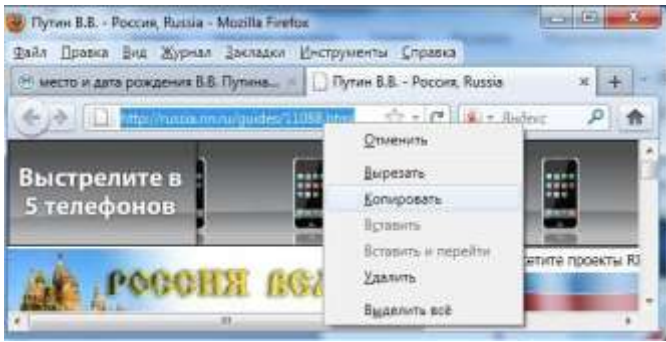 Путин В.В. - Россия, Russia - Mozilla Firefox
Файл Правка Вид Журнал Закладки Инструменты Справка
место и дата рождения В.В. Путина... Путин В.В. - Россия, Russia
http://russia.rin.ru/guides/11088.html Яндекс
Отменить
Вырезать
Копировать
Вставить
Вставить и перейти
Удалить
Выделить всё
Выстрелите в
5 телефонов
проекты RI
РОССИЯ